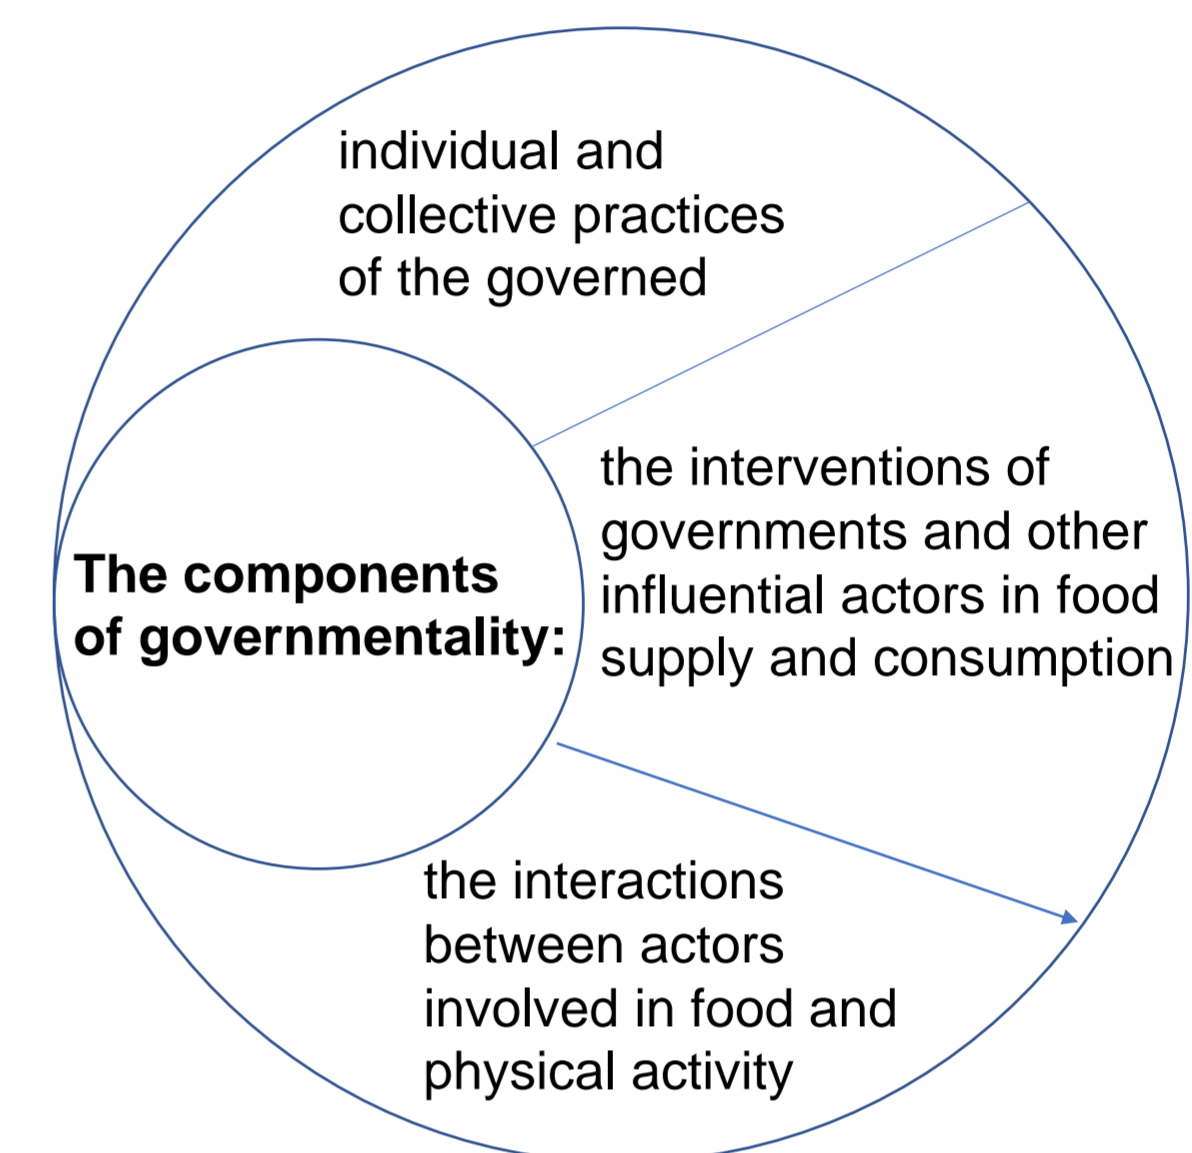 individual and
collective practices
of the governed
the interventions of
governments and other
influential actors in food
supply and consumption
The components
of governmentality:
the interactions
between actors
involved in food and
physical activity